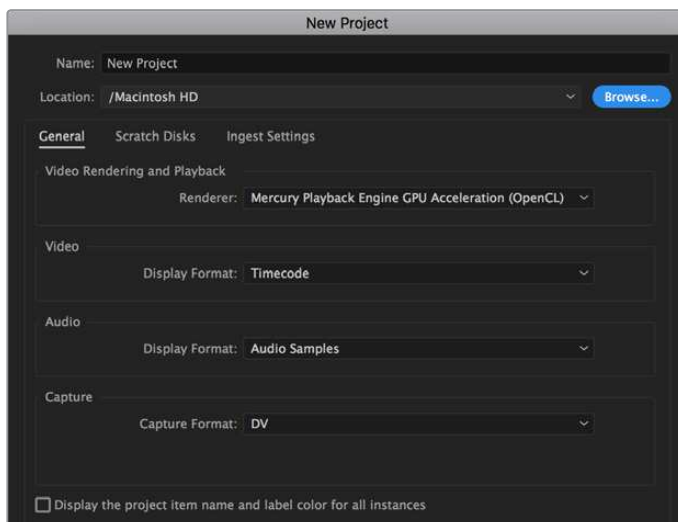 New Project
Name: New Project
Location: /Macintosh HD Browse...
General Scratch Disks Ingest Settings
Video Rendering and Playback
Renderer: Mercury Playback Engine GPU Acceleration (OpenCL)
Video
Display Format: Timecode
Audio
Display Format: Audio Samples
Capture
Capture Format: DV
Display the project item name and label color for all instances